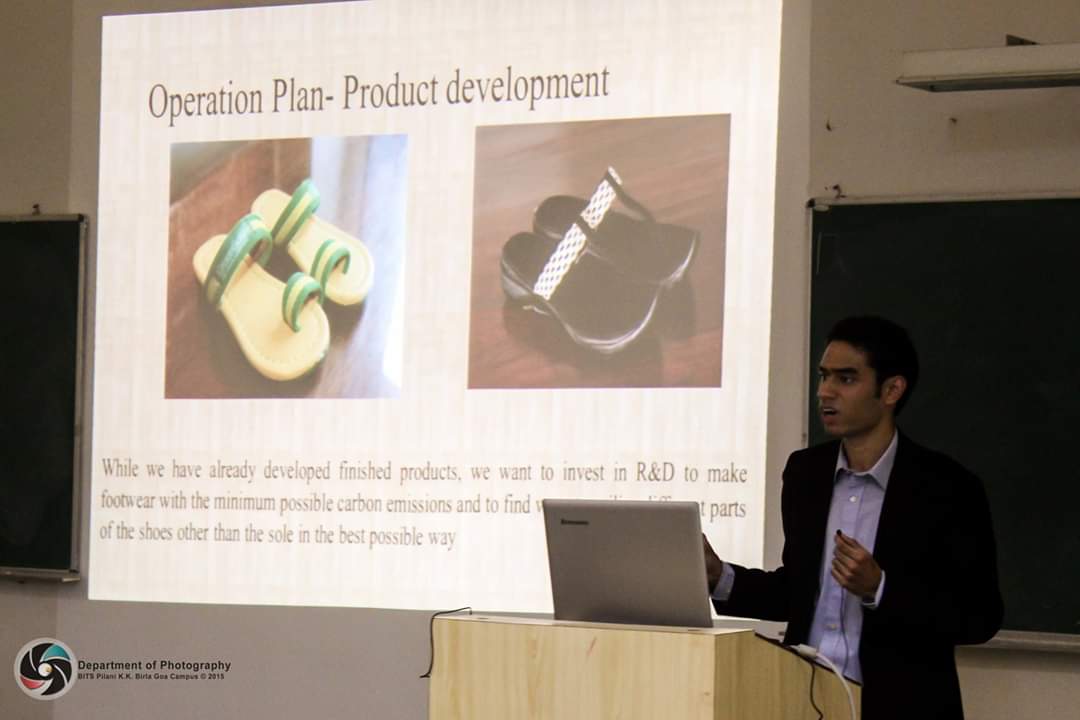 Operation Plan- Product development
While we have already developed finished products, we want to invest in R&D to make
footwear with the minimum possible carbon emissions and to find parts
of the shoes other than the sole in the best possible way
lenovo
Department of Photography
BITS Pilani K.K. Birla Goa Campus © 2015